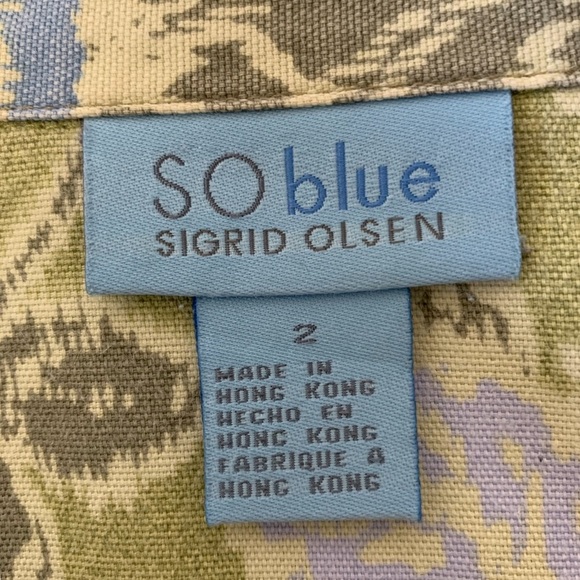 SO blue
SIGRID OLSEN
2
MADE IN
HONG KONG
HECHO EN
HONG KONG
FABRIQUE A
HONG KONG